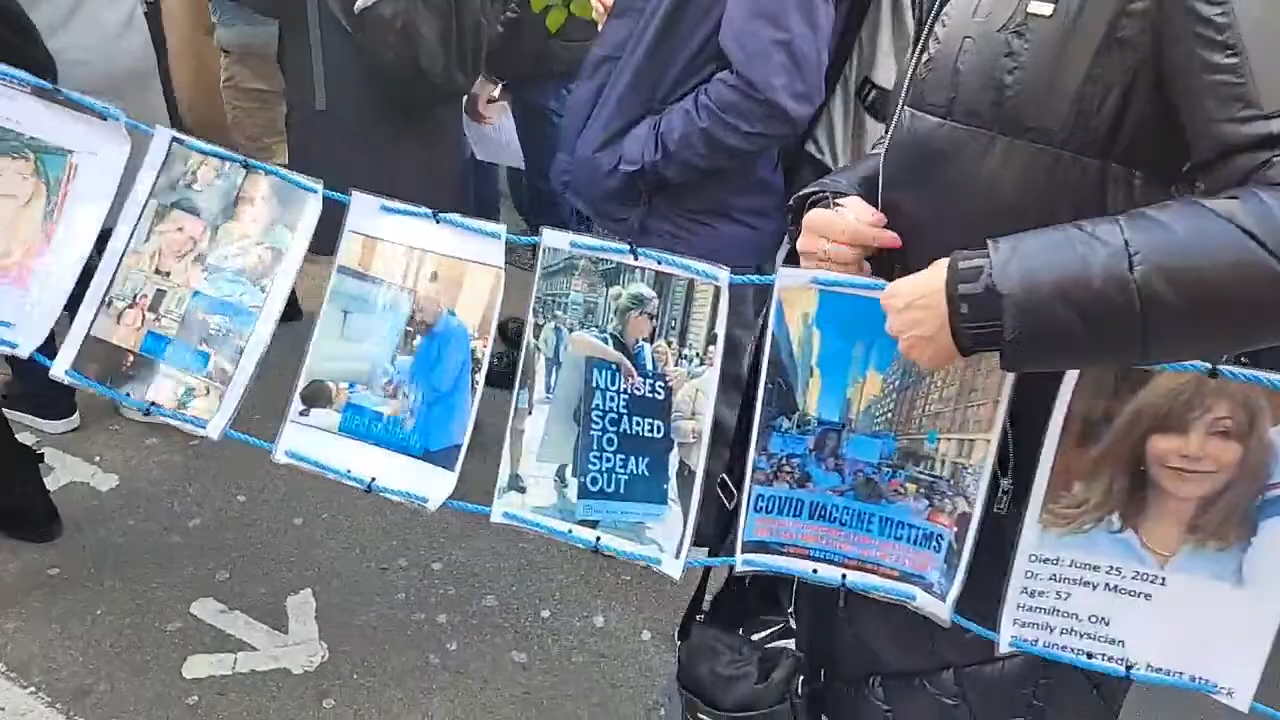 NURSES
ARE
SCARED
TO
SPEAK
OUT
COVID VACCINE VICTIMS
Died: June 25, 2021
Dr. Ainsley Moore
Age: 57
Hamilton, ON
Family physician
Died unexpectedly, heart attack